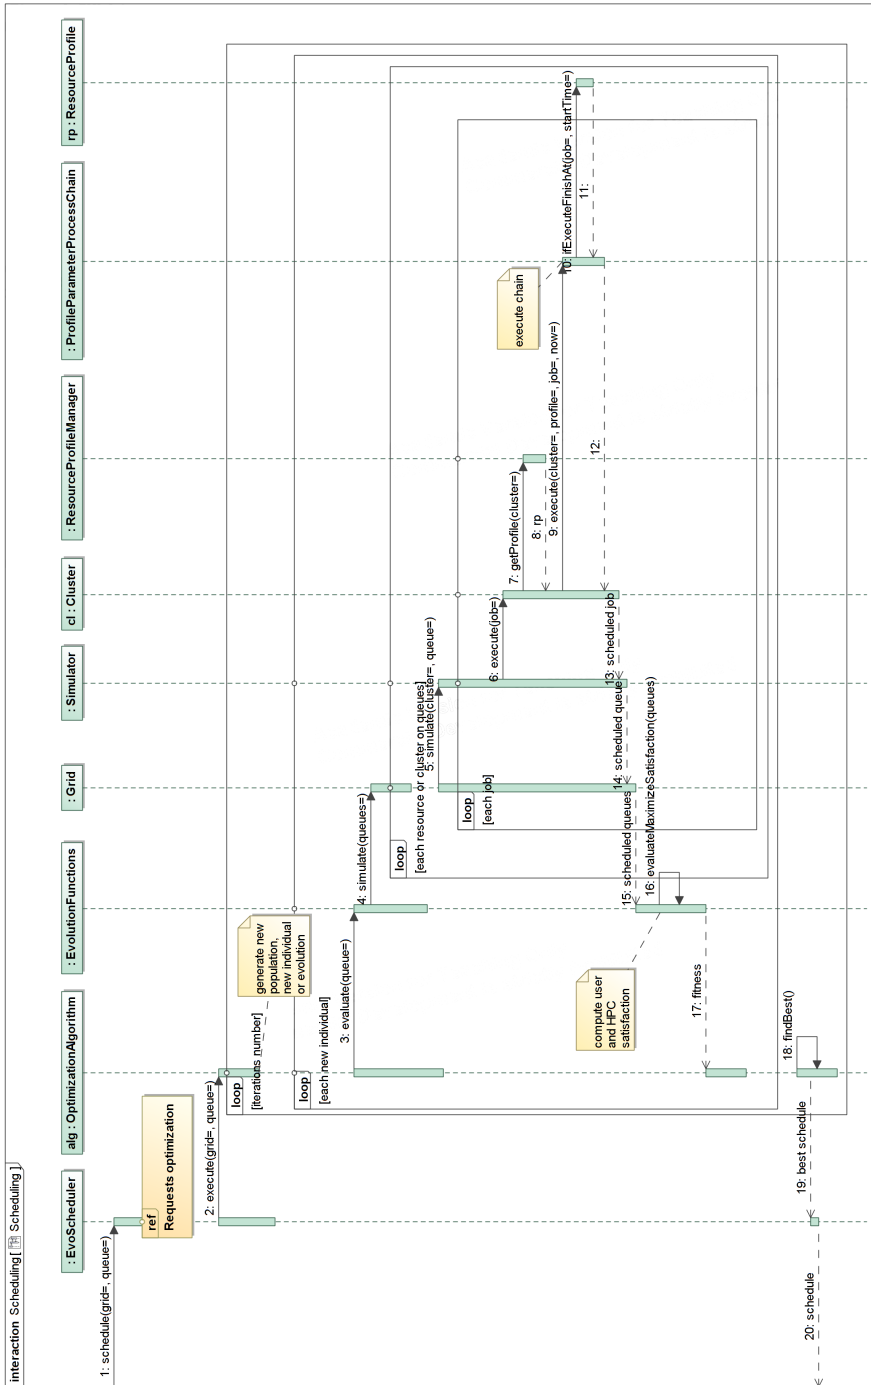 interaction Scheduling[ Scheduling ]
: EvoScheduler
alg : OptimizationAlgorithm
: EvolutionFunctions
: Grid
: Simulator
cl : Cluster
: ResourceProfileManager
: ProfileParameterProcessChain
rp : ResourceProfile
1: schedule(grid=, queue=)
ref
Requests optimization
2: execute(grid=, queue=)
loop
[iterations number]
generate new
population,
new individual
or evolution
loop
[each new individual]
3: evaluate(queue=)
4: simulate(queues=)
loop
[each resource or cluster on queues]
5: simulate(cluster=, queue=)
loop
[each job]
6: execute(job=)
7: getProfile(cluster=)
8: rp
9: execute(cluster=, profile=, job=, now=)
execute chain
10: ifExecuteFinishAt(job=, startTime=)
11:
12:
13: scheduled job
14: scheduled queue
15: scheduled queues
16: evaluateMaximizeSatisfaction(queues)
compute user
and HPC
satisfaction
17: fitness
18: findBest()
19: best schedule
20: schedule